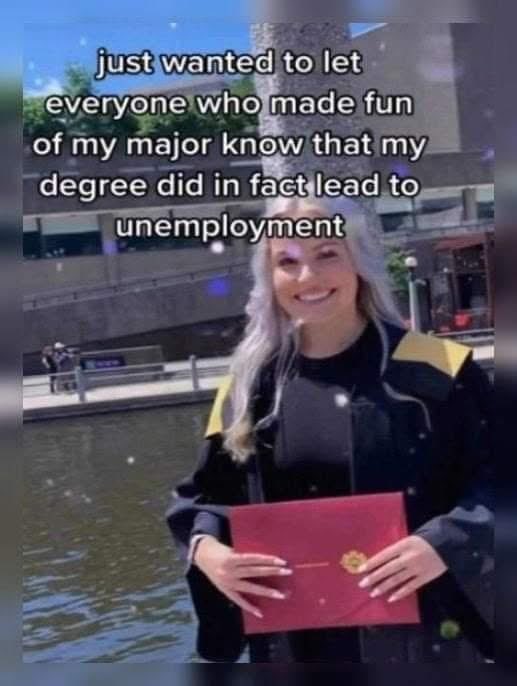 just wanted to let
everyone who made fun
of my major know that my
degree did in fact lead to
unemployment